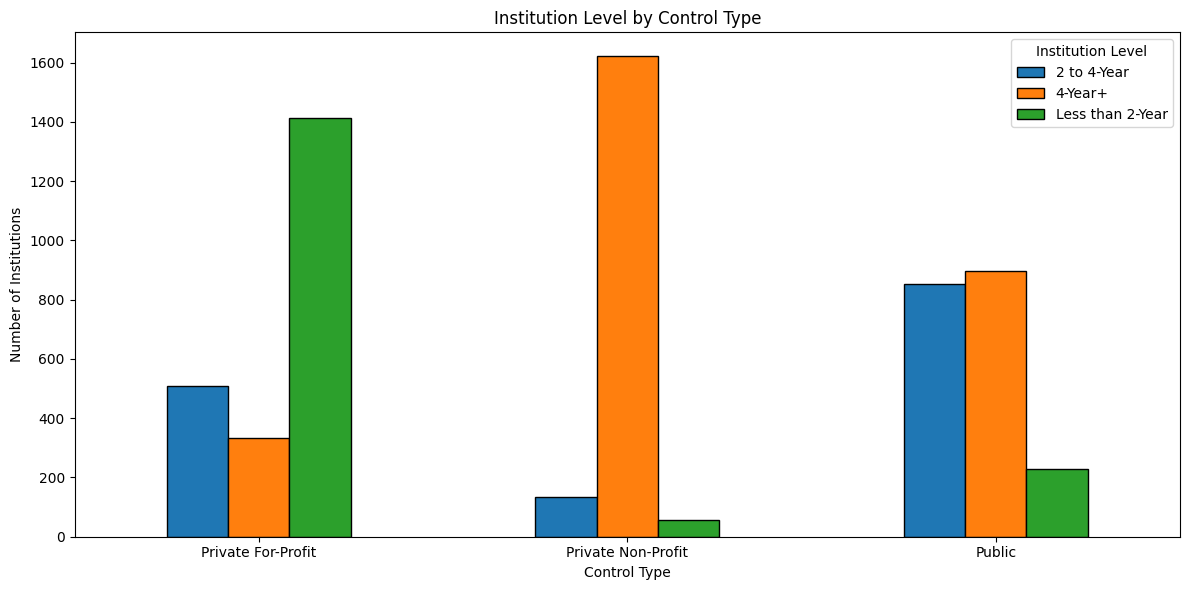 Institution Level by Control Type
Institution Level
2 to 4-Year
4-Year+
Less than 2-Year
Number of Institutions
1600
1400
1200
1000
800
600
400
200
0
Private For-Profit
Private Non-Profit
Public
Control Type